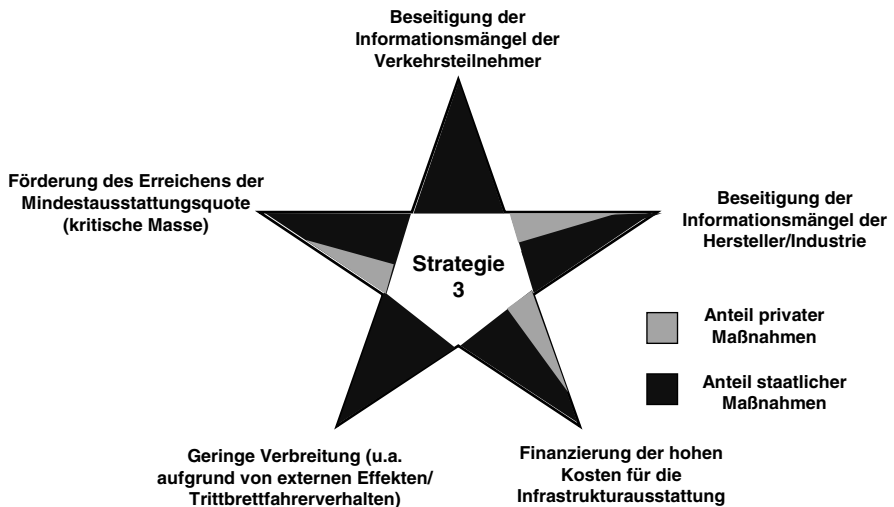 Beseitigung der
Informationsmängel der
Verkehrsteilnehmer
Förderung des Erreichens der
Mindestausstattungsquote
(kritische Masse)
Beseitigung der
Informationsmängel der
Hersteller/Industrie
Strategie
3
Anteil privater
Maßnahmen
Anteil staatlicher
Maßnahmen
Geringe Verbreitung (u.a.
aufgrund von externen Effekten/
Trittbrettfahrerverhalten)
Finanzierung der hohen
Kosten für die
Infrastrukturausstattung